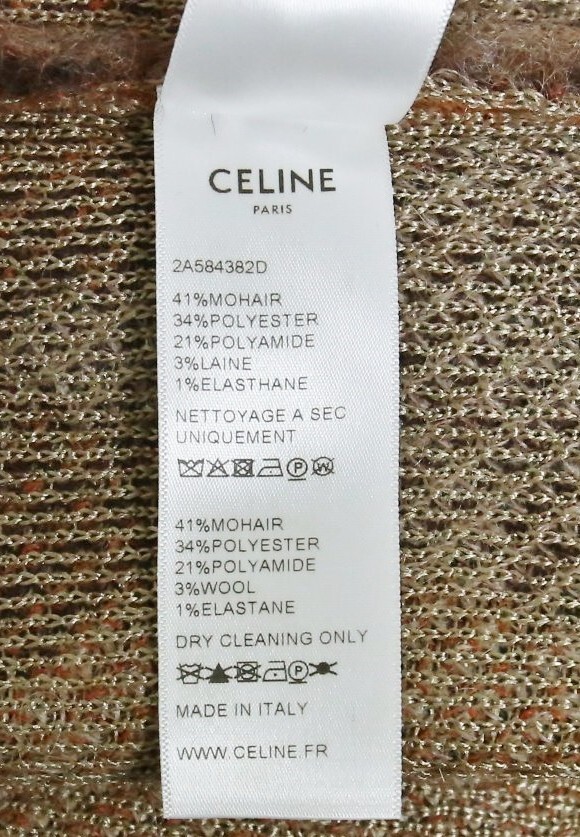 CELINE
PARIS
2A584382D
41%MOHAIR
34%POLYESTER
21%POLYAMIDE
3%LAINE
1%ELASTHANE
NETTOYAGE A SEC
UNIQUEMENT
P W
41%MOHAIR
34%POLYESTER
21%POLYAMIDE
3%WOOL
1%ELASTANE
DRY CLEANING ONLY
P
MADE IN ITALY
WWW.CELINE.FR